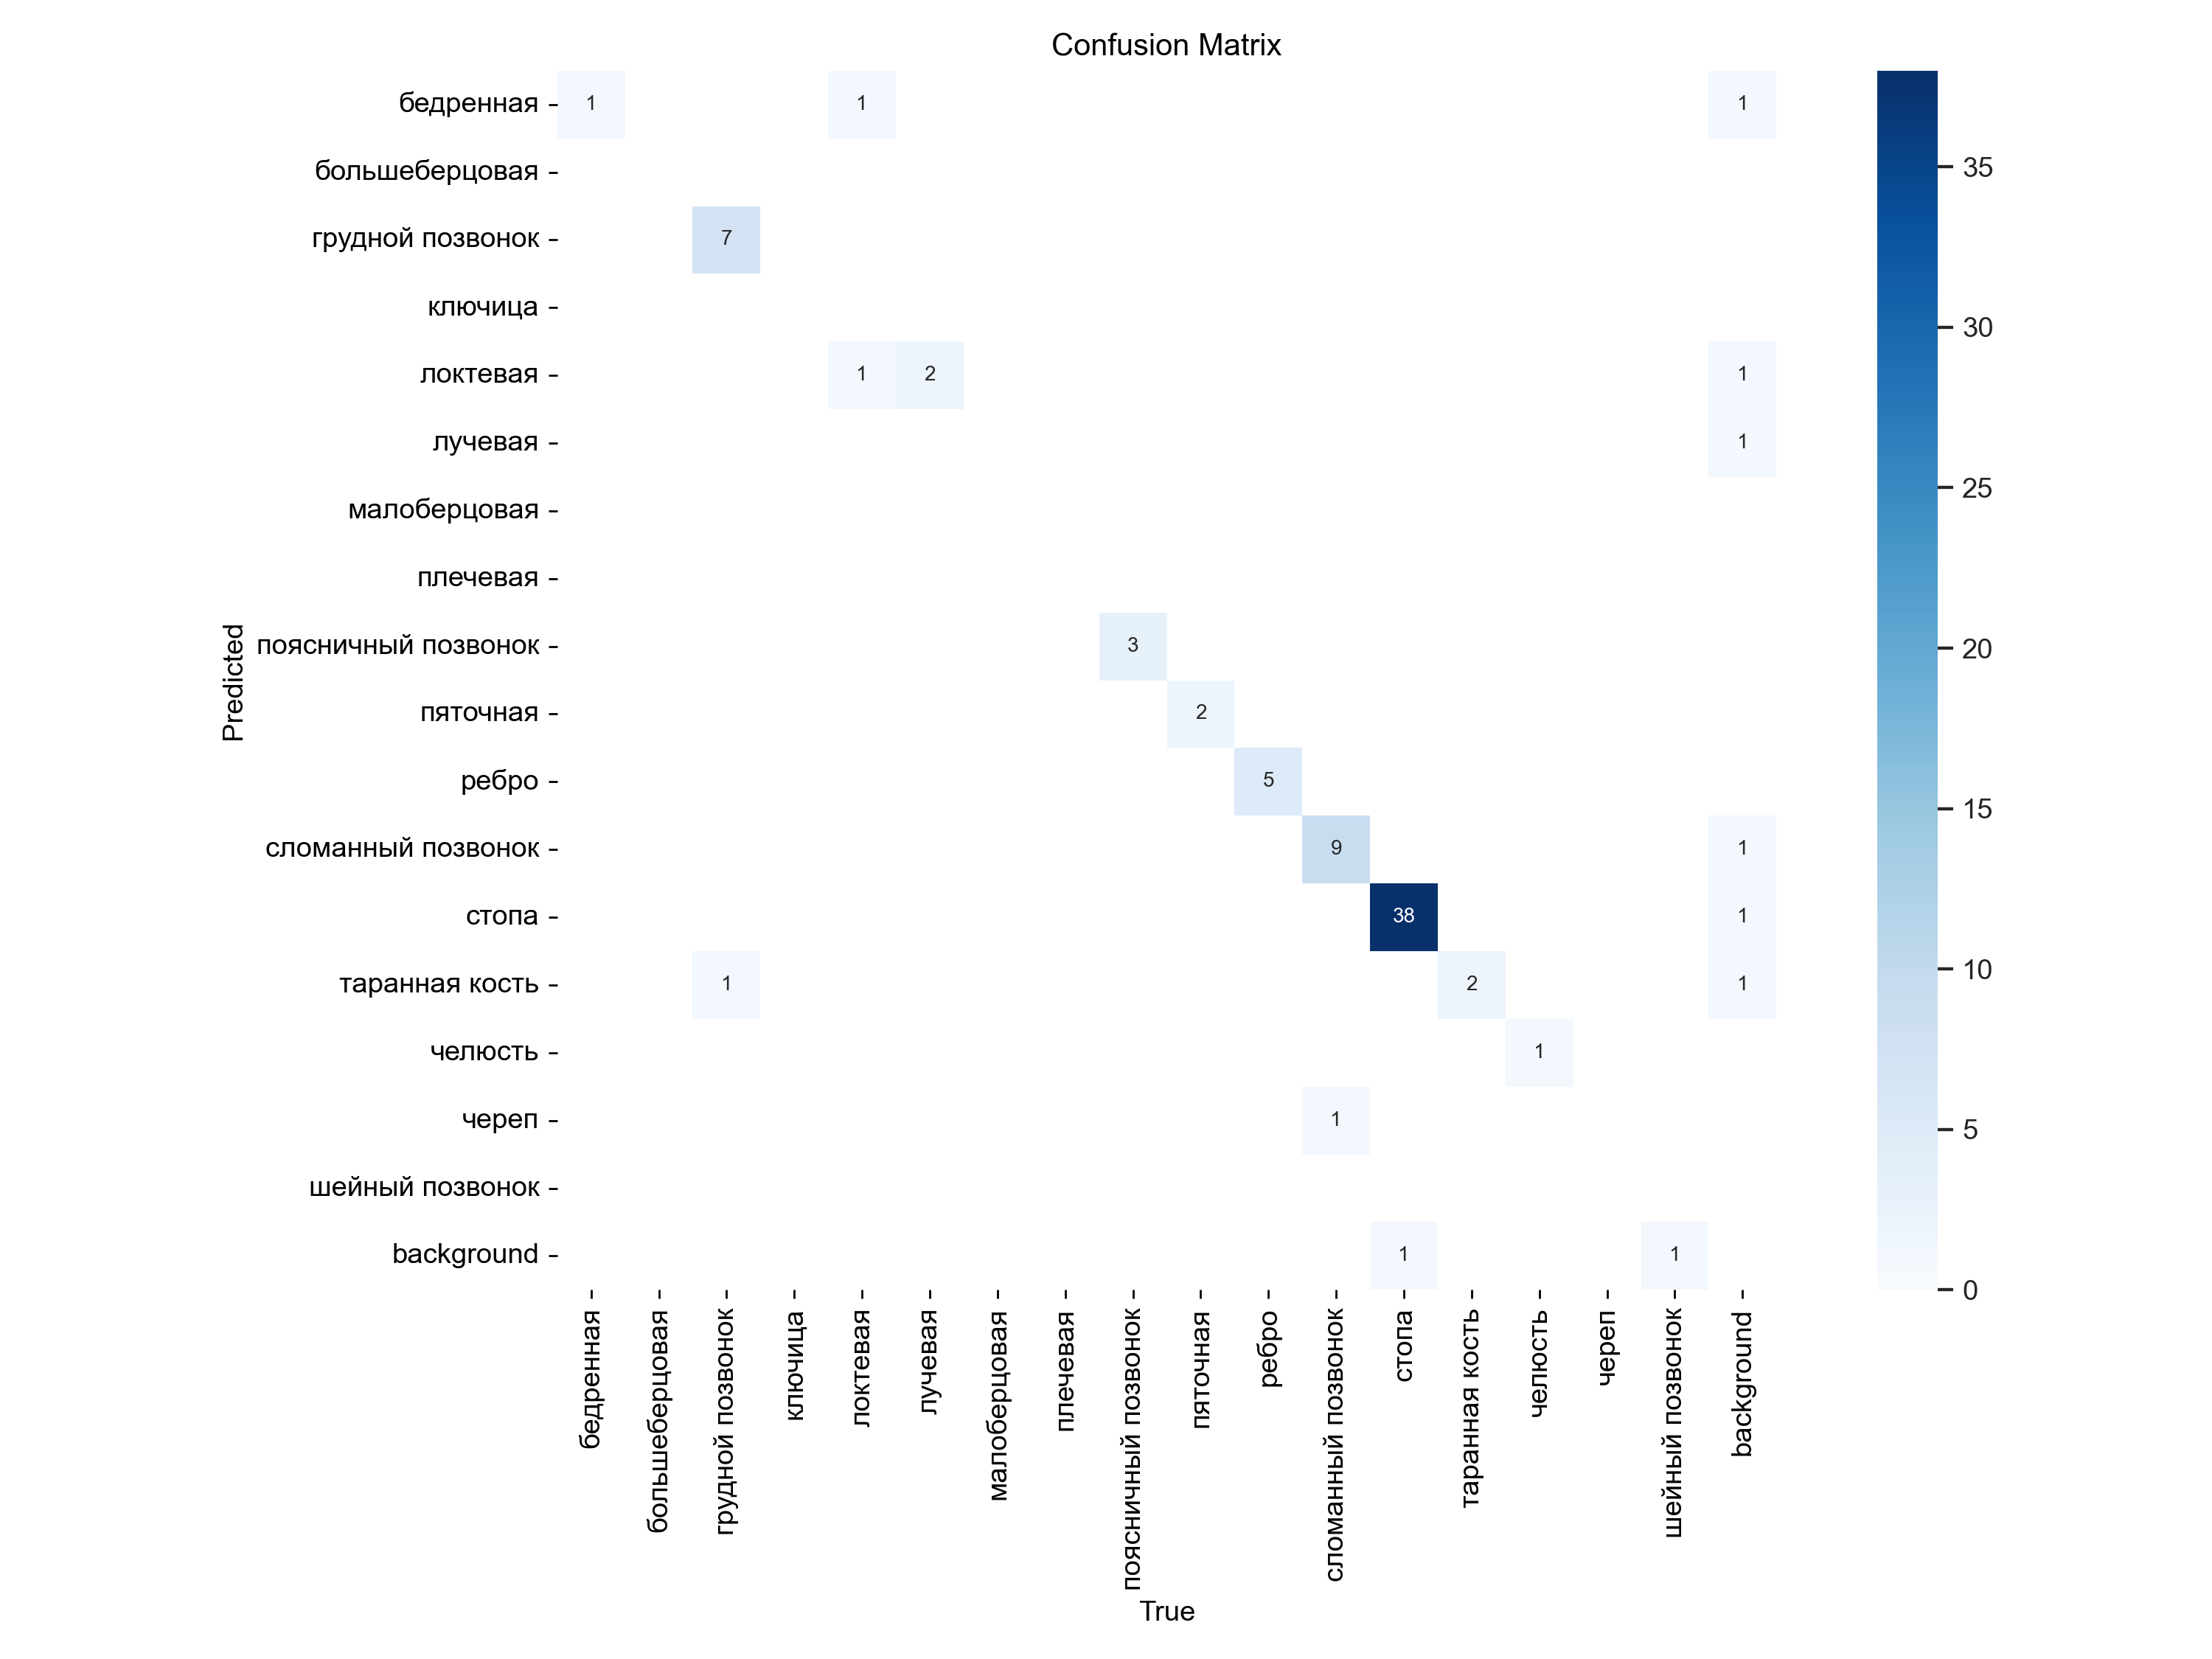 Confusion Matrix
бедренная 1 1 1
большеберцовая
грудной позвонок 7
ключица
локтевая 1 2 1
лучевая 1
малоберцовая
плечевая
поясничный позвонок 3
пяточная 2
ребро 5
сломанный позвонок 9 1
стопа 38 1
таранная кость 1 2 1
челюсть 1
череп 1
шейный позвонок
background 1 1
Predicted
бедренная
большеберцовая
грудной позвонок
ключица
локтевая
лучевая
малоберцовая
плечевая
поясничный позвонок
пяточная
ребро
сломанный позвонок
стопа
таранная кость
челюсть
череп
шейный позвонок
background
True
35
30
25
20
15
10
5
0